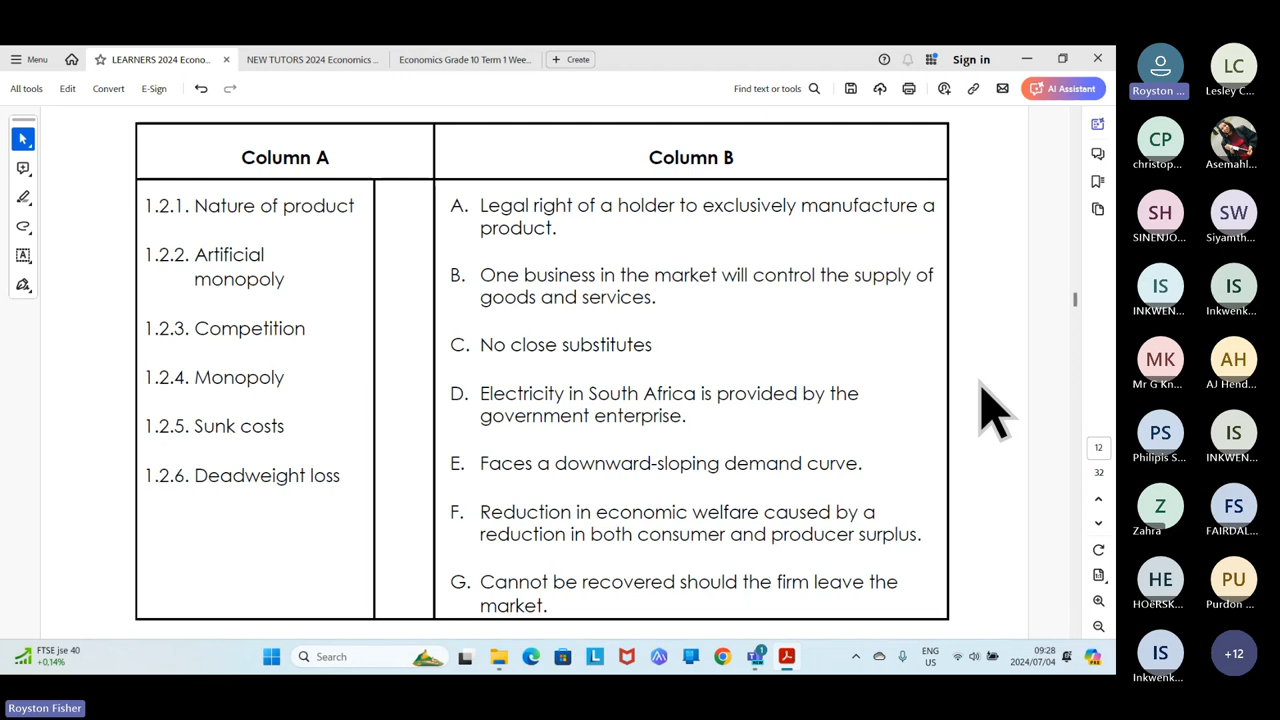 Menu
LEARNERS 2024 Econo...
NEW TUTORS 2024 Economics ...
Economics Grade 10 Term 1 Wee...
Create
Sign in
All tools
Edit
Convert
E-Sign
Find text or tools
AI Assistant
Column A
Column B
1.2.1. Nature of product
1.2.2. Artificial
monopoly
1.2.3. Competition
1.2.4. Monopoly
1.2.5. Sunk costs
1.2.6. Deadweight loss
A. Legal right of a holder to exclusively manufacture a
product.
B. One business in the market will control the supply of
goods and services.
C. No close substitutes
D. Electricity in South Africa is provided by the
government enterprise.
E. Faces a downward-sloping demand curve.
F. Reduction in economic welfare caused by a
reduction in both consumer and producer surplus.
G. Cannot be recovered should the firm leave the
market.
12
32
FTSE jse 40
+0,14%
Search
ENG
US
09:28
2024/07/04
Royston Fisher
Royston ...
LC
Lesley C...
CP
christop...
Asemahl...
SH
SINENJO...
SW
Siyamth...
IS
INKWEN...
IS
Inkwenk...
MK
Mr G Kn...
AH
AJ Hend...
PS
Philipis S...
IS
INKWEN...
Z
Zahra
FS
FAIRDAL...
HE
HOërSK...
PU
Purdon ...
IS
Inkwenk...
+12